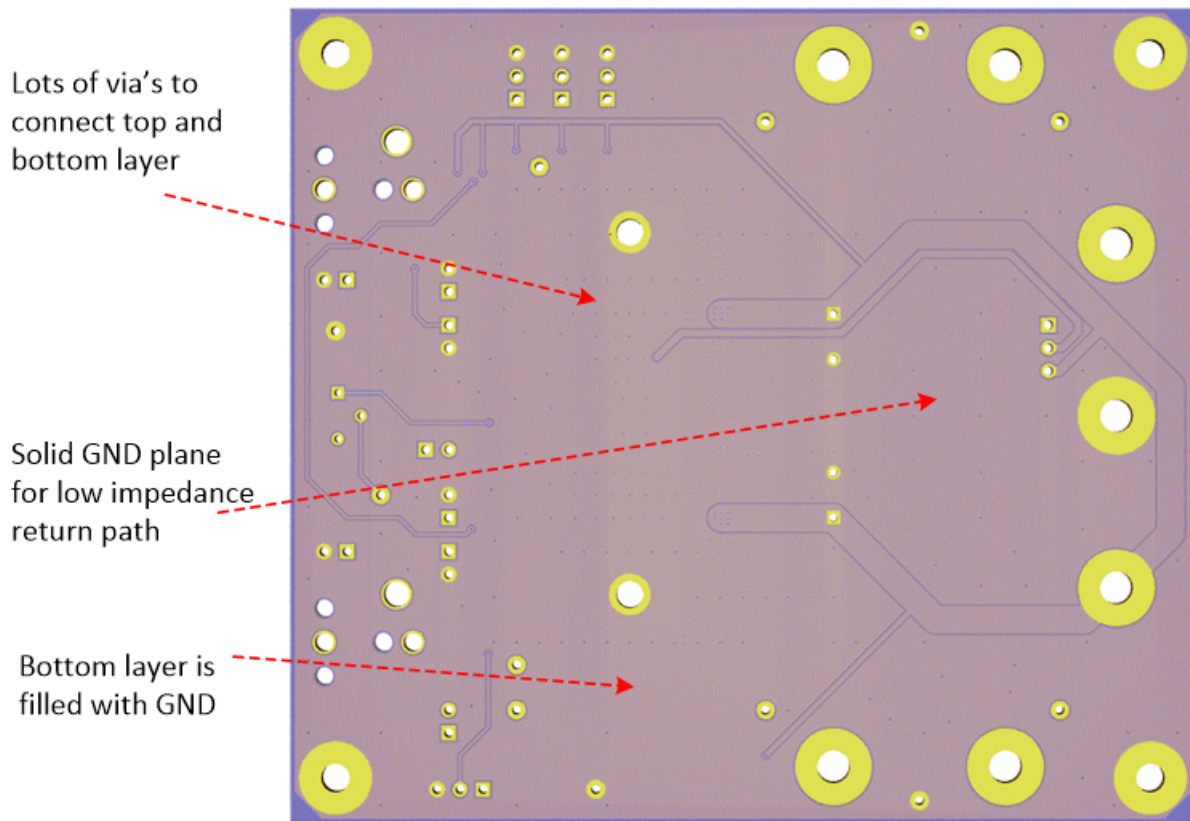 Lots of via's to
connect top and
bottom layer
Solid GND plane
for low impedance
return path
Bottom layer is
filled with GND